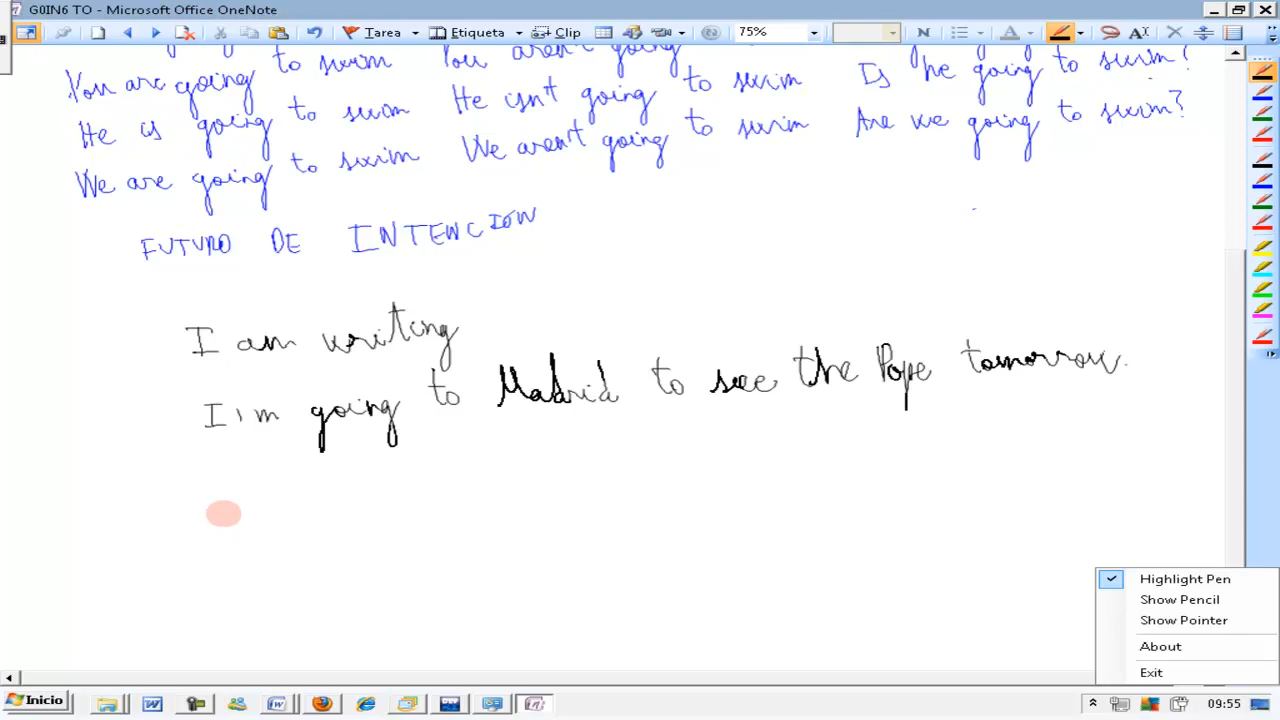 G0IN6 TO - Microsoft Office OneNote
Tarea Etiqueta Clip 75% N
to swim You aren't going
You are going to swim Is he going to swim?
He is going to swim He isn't going to swim Are we going to swim?
We are going to swim We aren't going to swim
FUTURO DE INTENCION
I am writing
I'm going to Madrid to see the Pope tomorrow.
Highlight Pen
Show Pencil
Show Pointer
About
Exit
Inicio 09:55